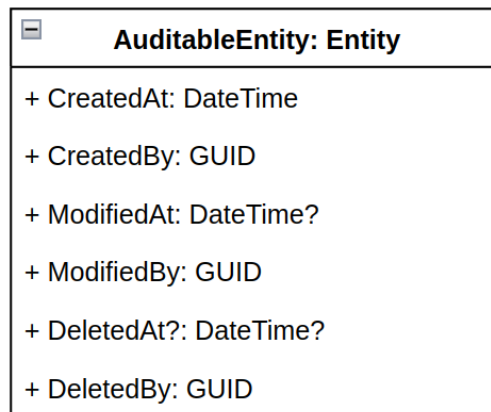 AuditableEntity: Entity
+ CreatedAt: DateTime
+ CreatedBy: GUID
+ ModifiedAt: DateTime?
+ ModifiedBy: GUID
+ DeletedAt?: DateTime?
+ DeletedBy: GUID